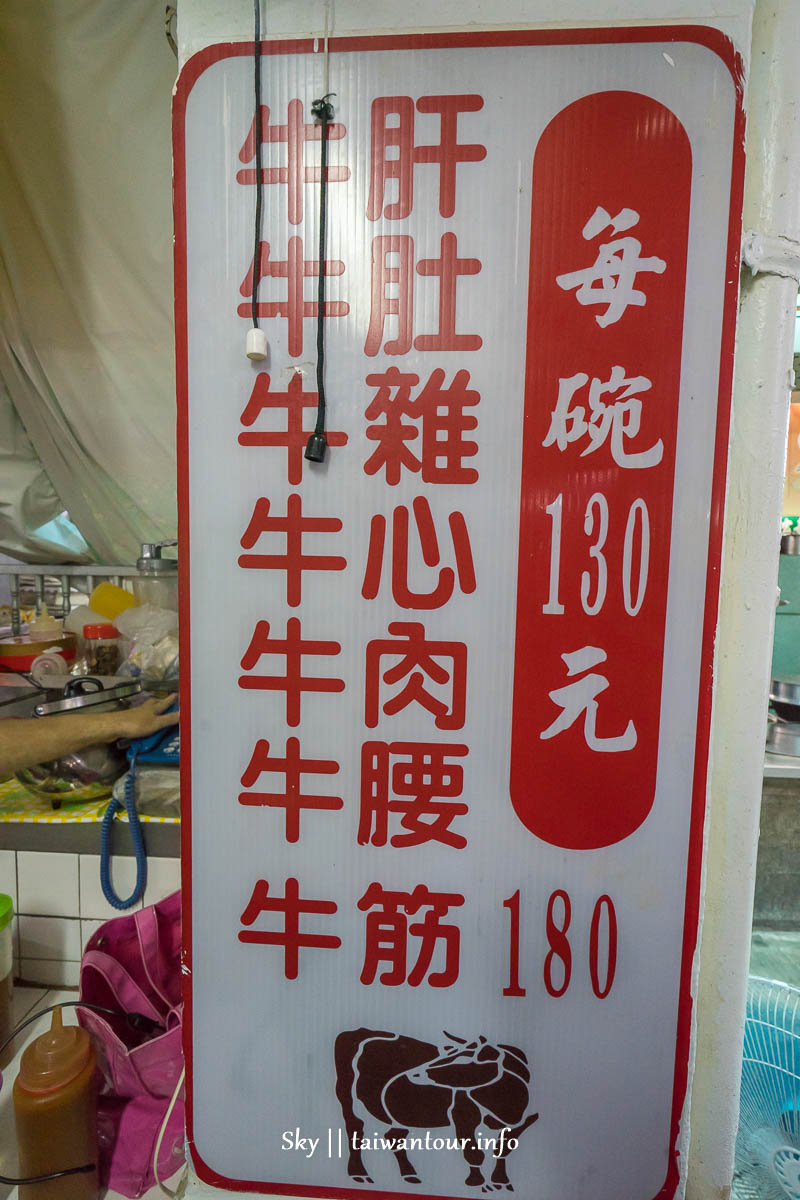 牛肝
牛肚
牛雜
牛心
牛肉
牛腰
每碗130元
牛筋 180
Sky || taiwantour.info